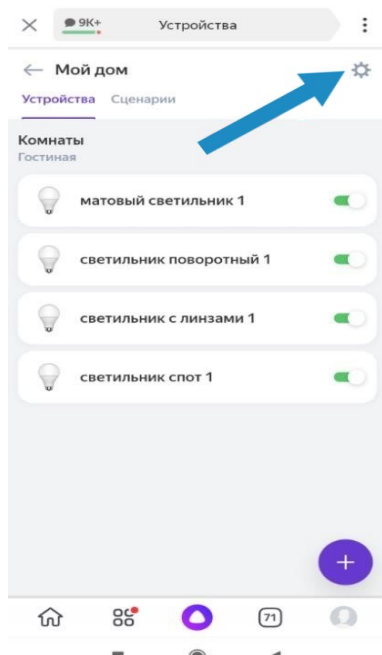 9K+ Устройства
Мой дом
Устройства Сценарии
Комнаты
Гостиная
матовый светильник 1
светильник поворотный 1
светильник с линзами 1
светильник спот 1
+
71